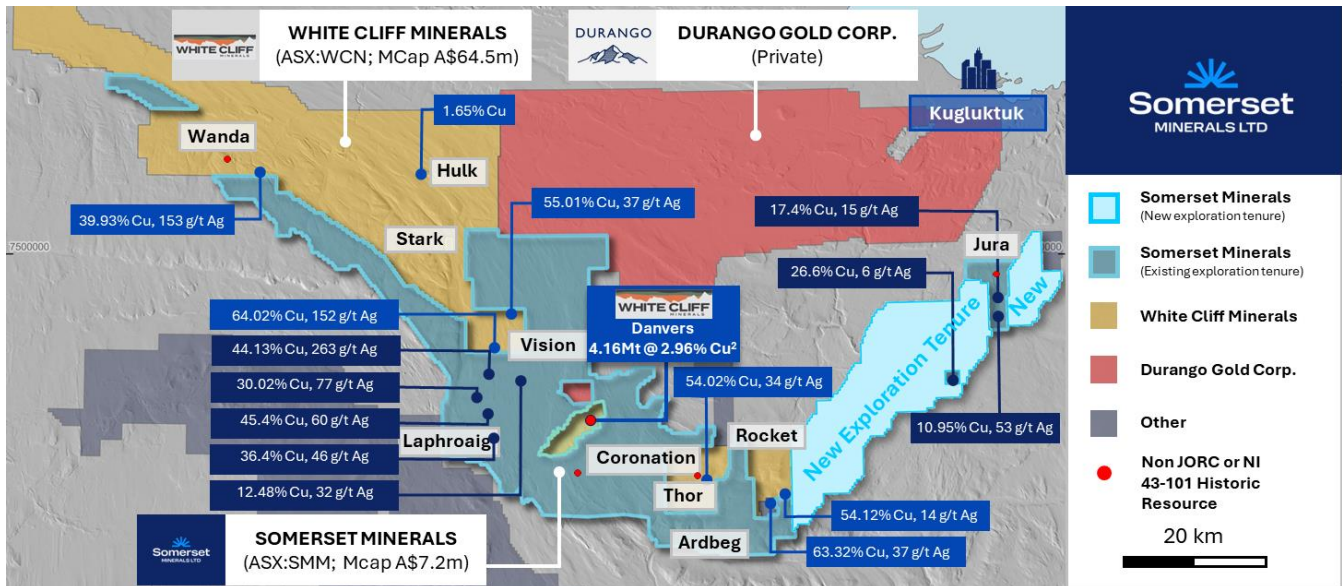 WHITE CLIFF
MINERALS
WHITE CLIFF MINERALS
(ASX:WCN; MCap A$64.5m)
DURANGO
DURANGO GOLD CORP.
(Private)
Kugluktuk
Wanda
1.65% Cu
Hulk
39.93% Cu, 153 g/t Ag
55.01% Cu, 37 g/t Ag
17.4% Cu, 15 g/t Ag
Stark
Jura
7500000
26.6% Cu, 6 g/t Ag
New
64.02% Cu, 152 g/t Ag
44.13% Cu, 263 g/t Ag
30.02% Cu, 77 g/t Ag
45.4% Cu, 60 g/t Ag
36.4% Cu, 46 g/t Ag
12.48% Cu, 32 g/t Ag
Vision
WHITE CLIFF
MINERALS
Danvers
4.16Mt @ 2.96% Cu²
54.02% Cu, 34 g/t Ag
New Exploration Tenure
10.95% Cu, 53 g/t Ag
Laphroaig
Rocket
Coronation
Thor
54.12% Cu, 14 g/t Ag
Ardbeg
63.32% Cu, 37 g/t Ag
Somerset
MINERALS LTD
SOMERSET MINERALS
(ASX:SMM; Mcap A$7.2m)
Somerset
MINERALS LTD
Somerset Minerals
(New exploration tenure)
Somerset Minerals
(Existing exploration tenure)
White Cliff Minerals
Durango Gold Corp.
Other
Non JORC or NI
43-101 Historic
Resource
20 km